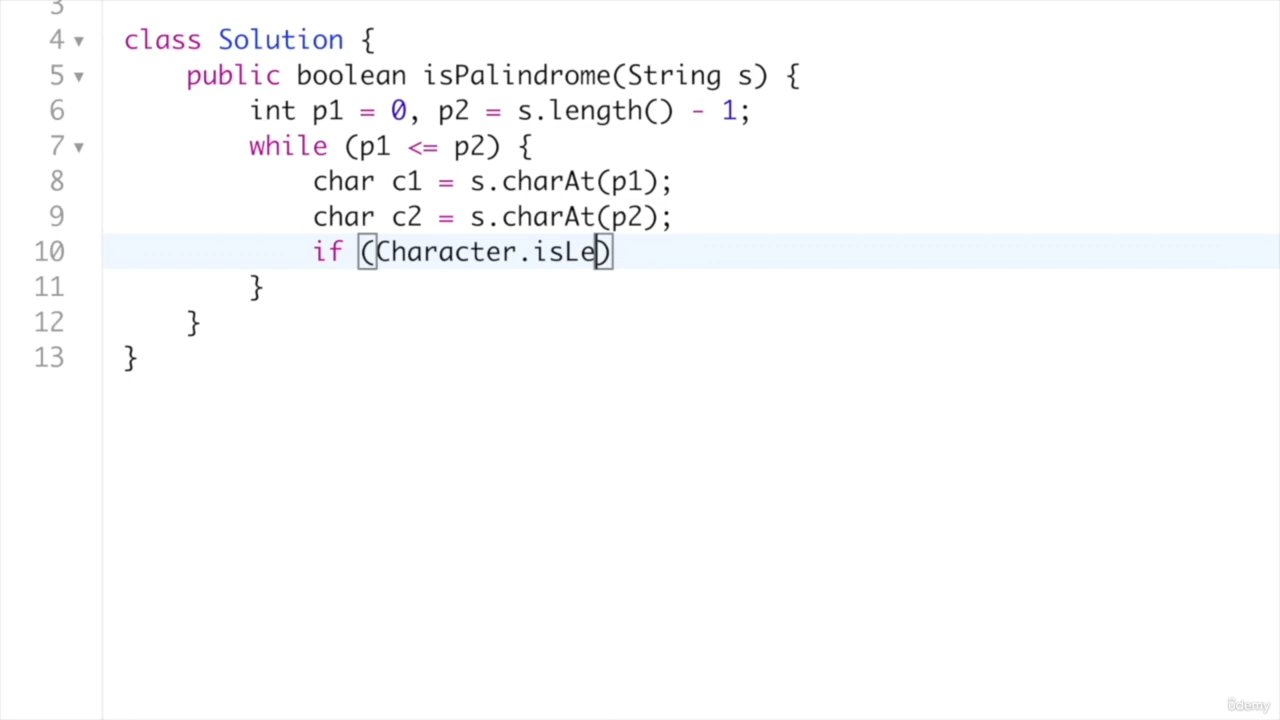 3
4 class Solution {
5 public boolean isPalindrome(String s) {
6 int p1 = 0, p2 = s.length() - 1;
7 while (p1 <= p2) {
8 char c1 = s.charAt(p1);
9 char c2 = s.charAt(p2);
10 if (Character.isLe)
11 }
12 }
13 }
ûdemy